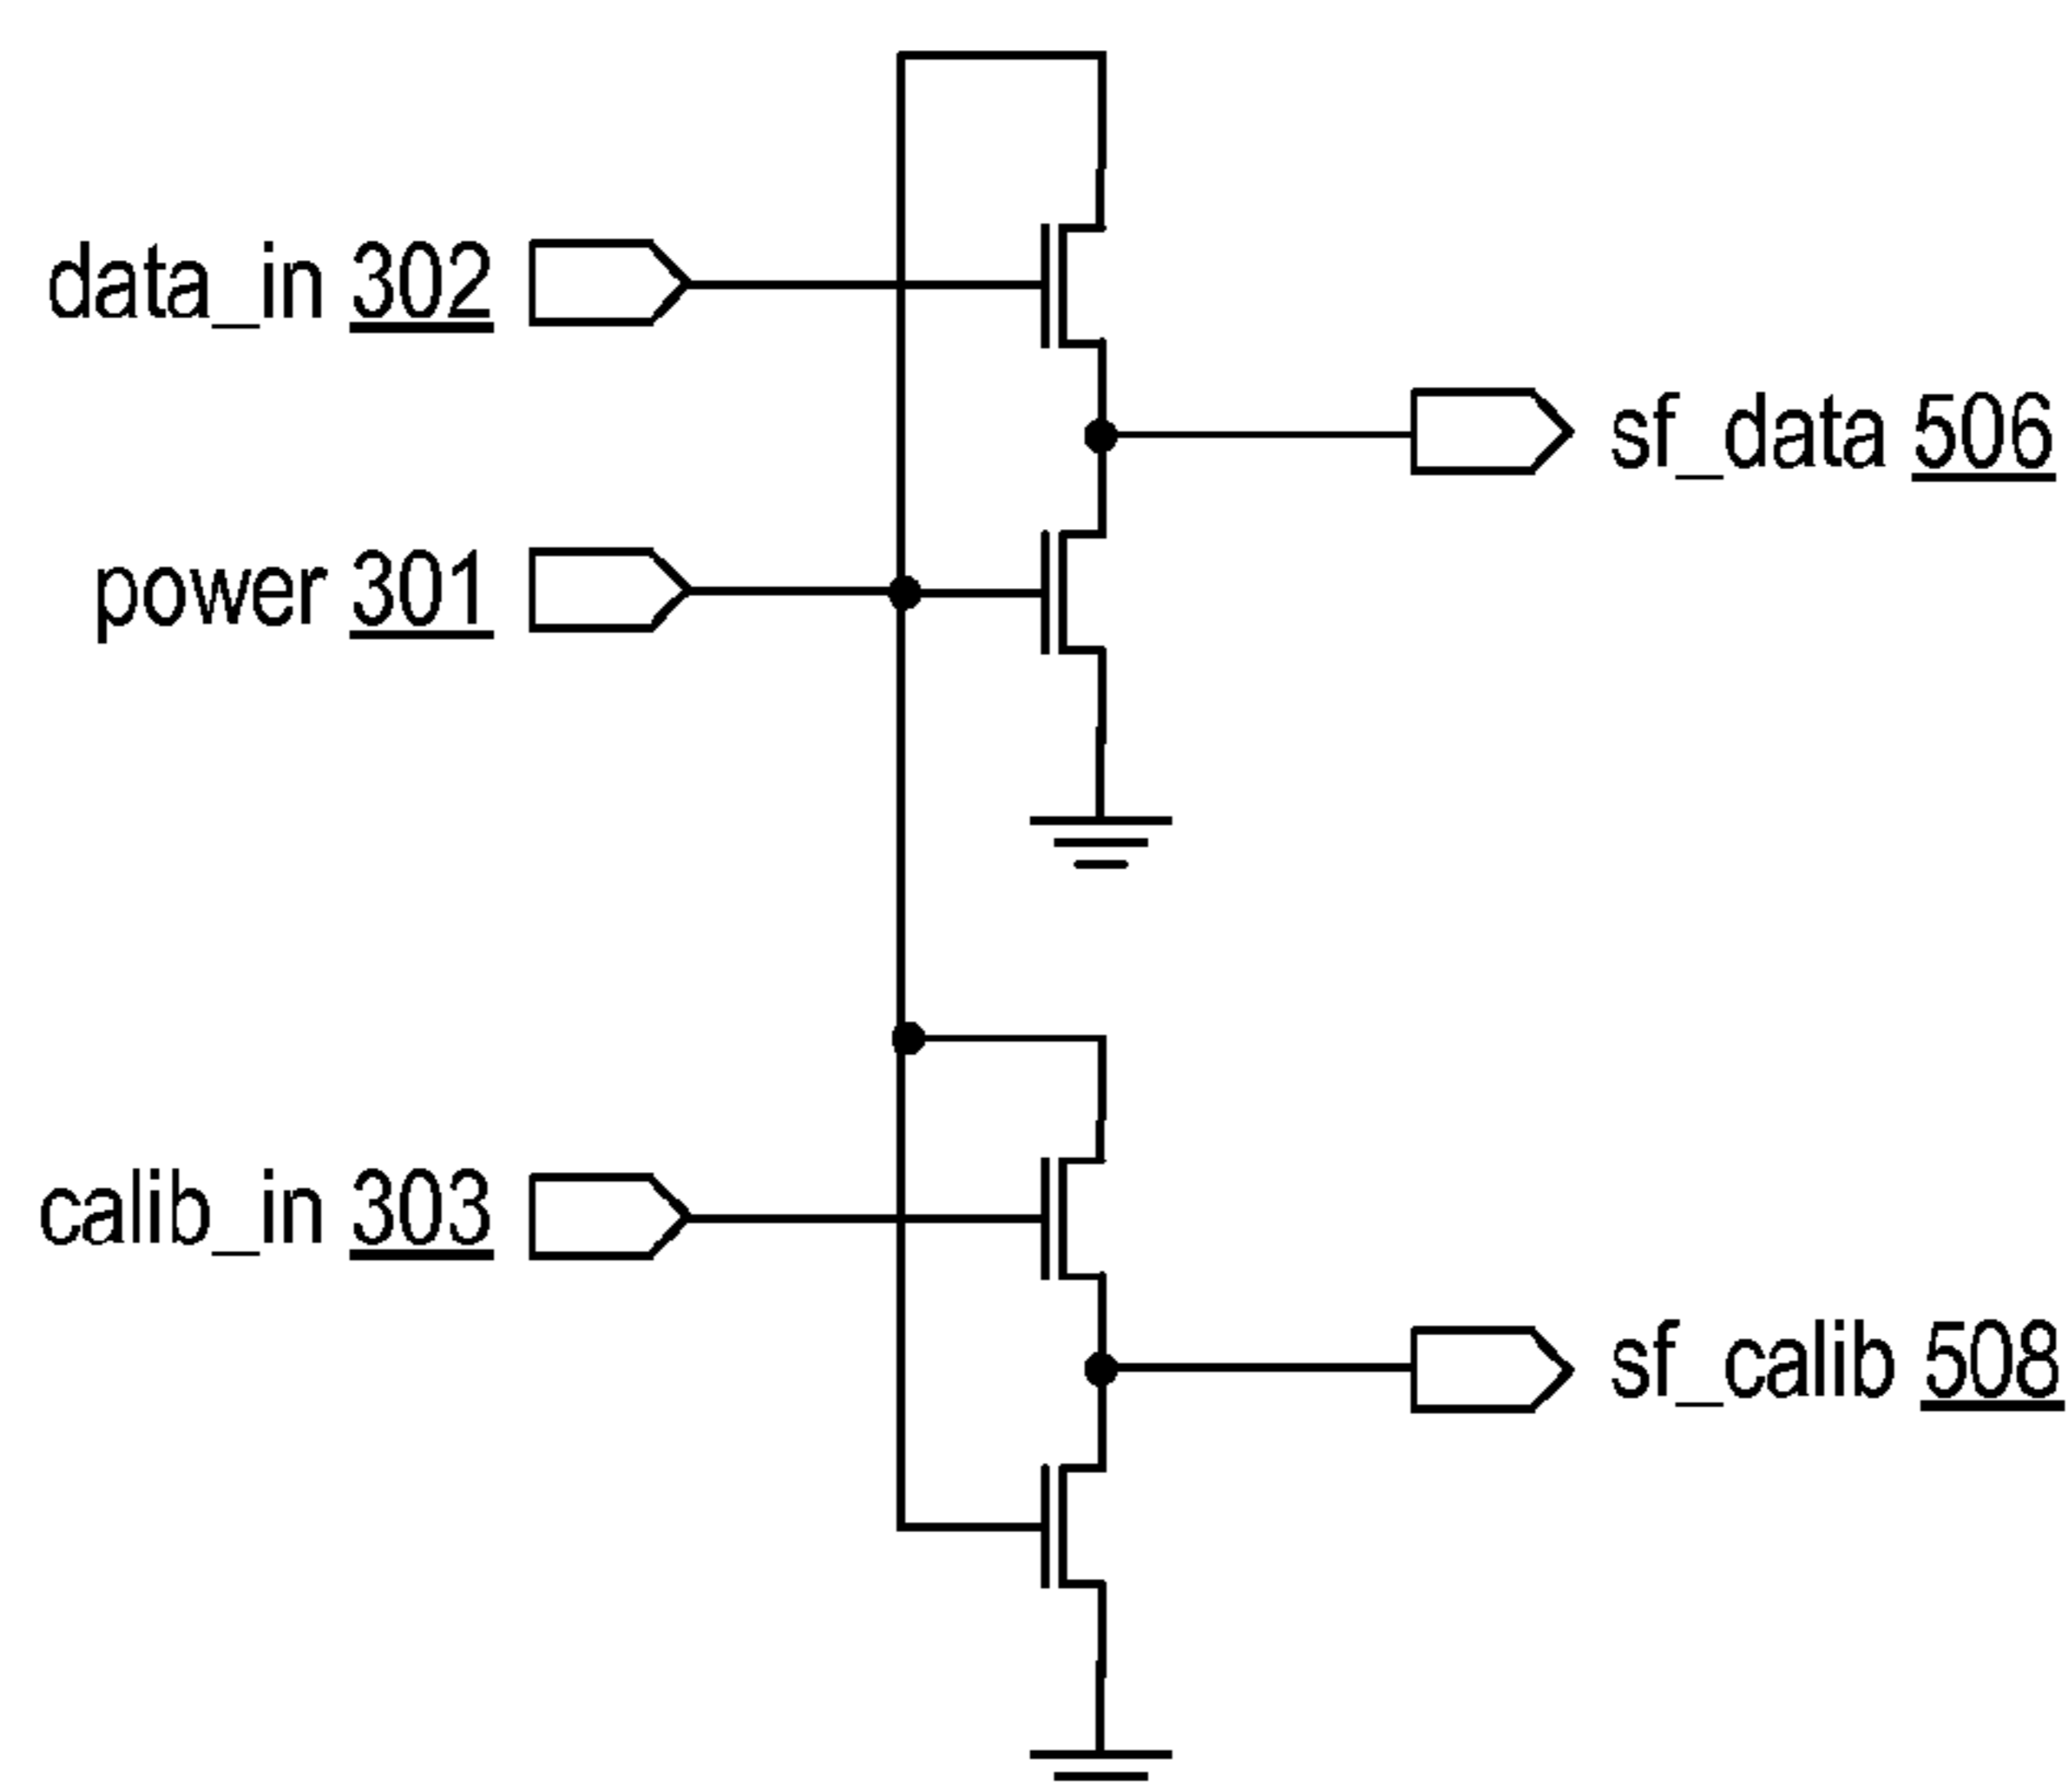 data_in 302
sf_data 506
power 301
calib_in 303
sf_calib 508